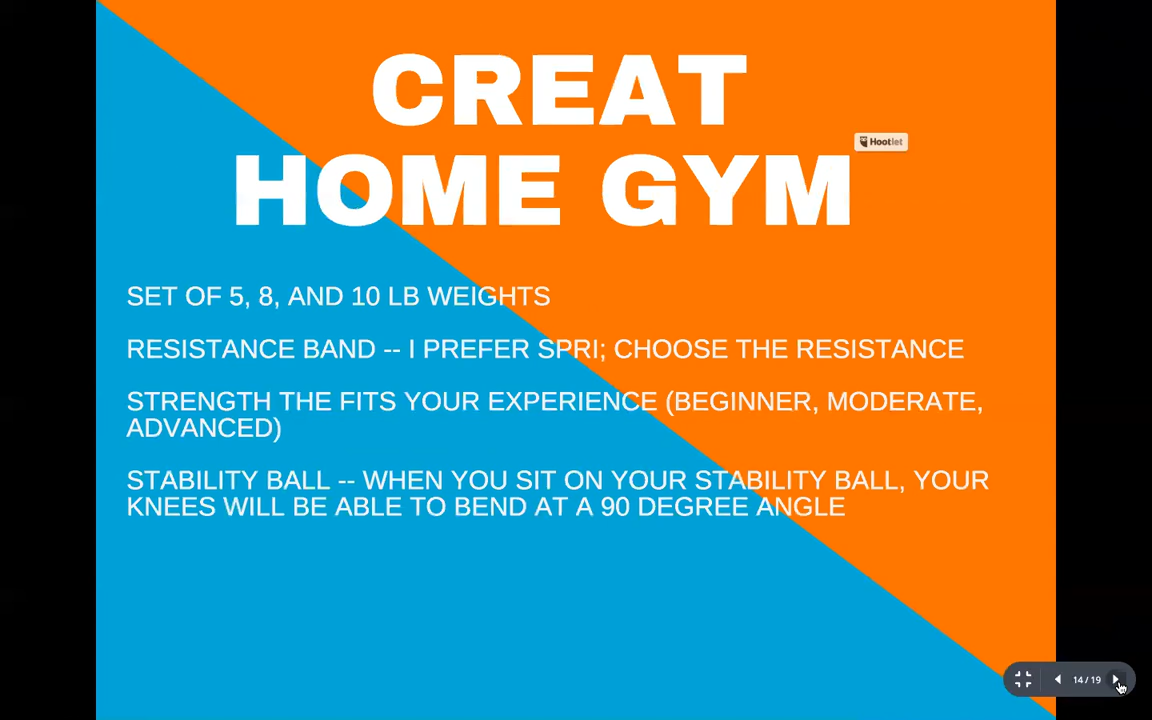 CREAT
HOME GYM
Hootlet
SET OF 5, 8, AND 10 LB WEIGHTS
RESISTANCE BAND -- I PREFER SPRI; CHOOSE THE RESISTANCE
STRENGTH THE FITS YOUR EXPERIENCE (BEGINNER, MODERATE,
ADVANCED)
STABILITY BALL -- WHEN YOU SIT ON YOUR STABILITY BALL, YOUR
KNEES WILL BE ABLE TO BEND AT A 90 DEGREE ANGLE
14 / 19